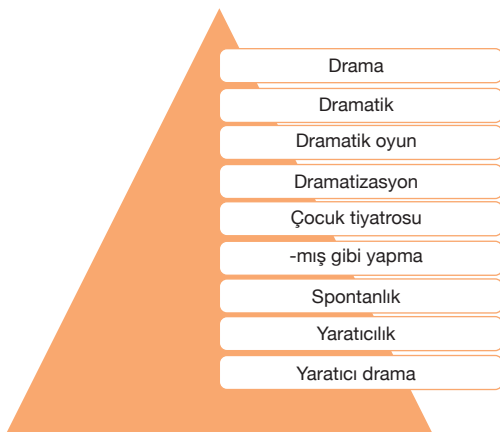 Drama
Dramatik
Dramatik oyun
Dramatizasyon
Çocuk tiyatrosu
-mış gibi yapma
Spontanlık
Yaratıcılık
Yaratıcı drama